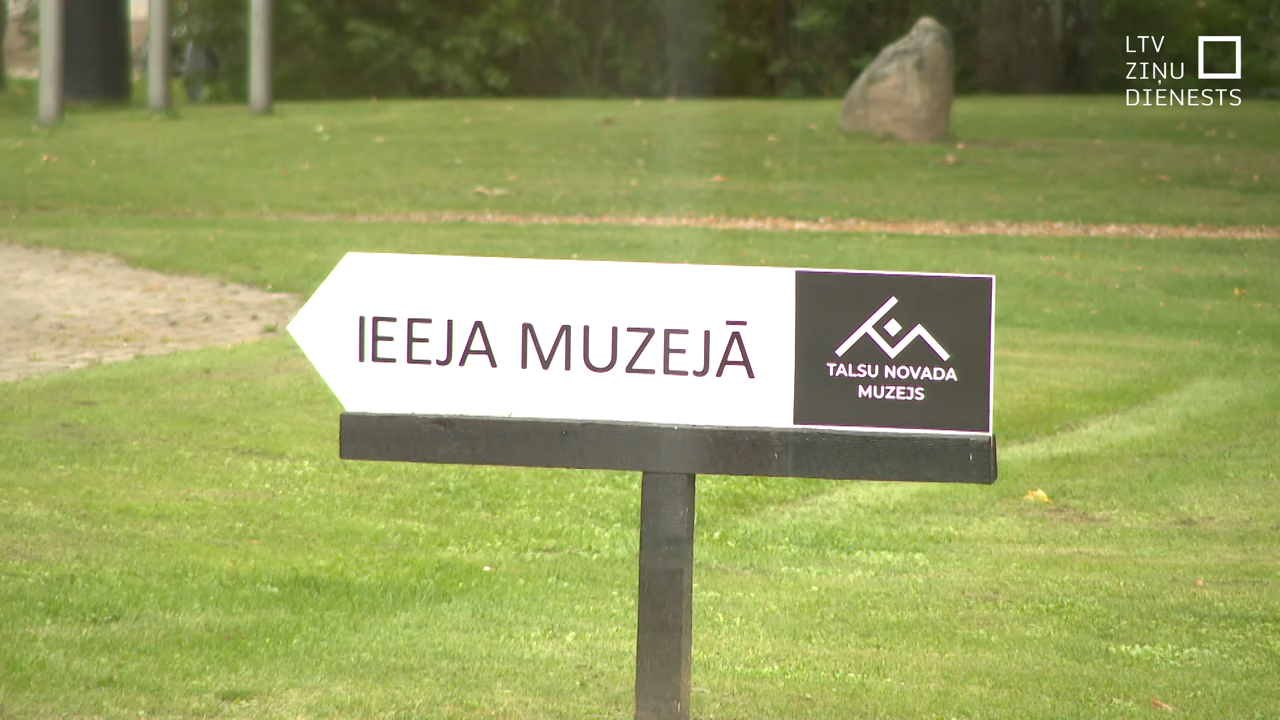 LTV
ZIŅU
DIENESTS
IEEJA MUZEJĀ
TALSU NOVADA
MUZEJS